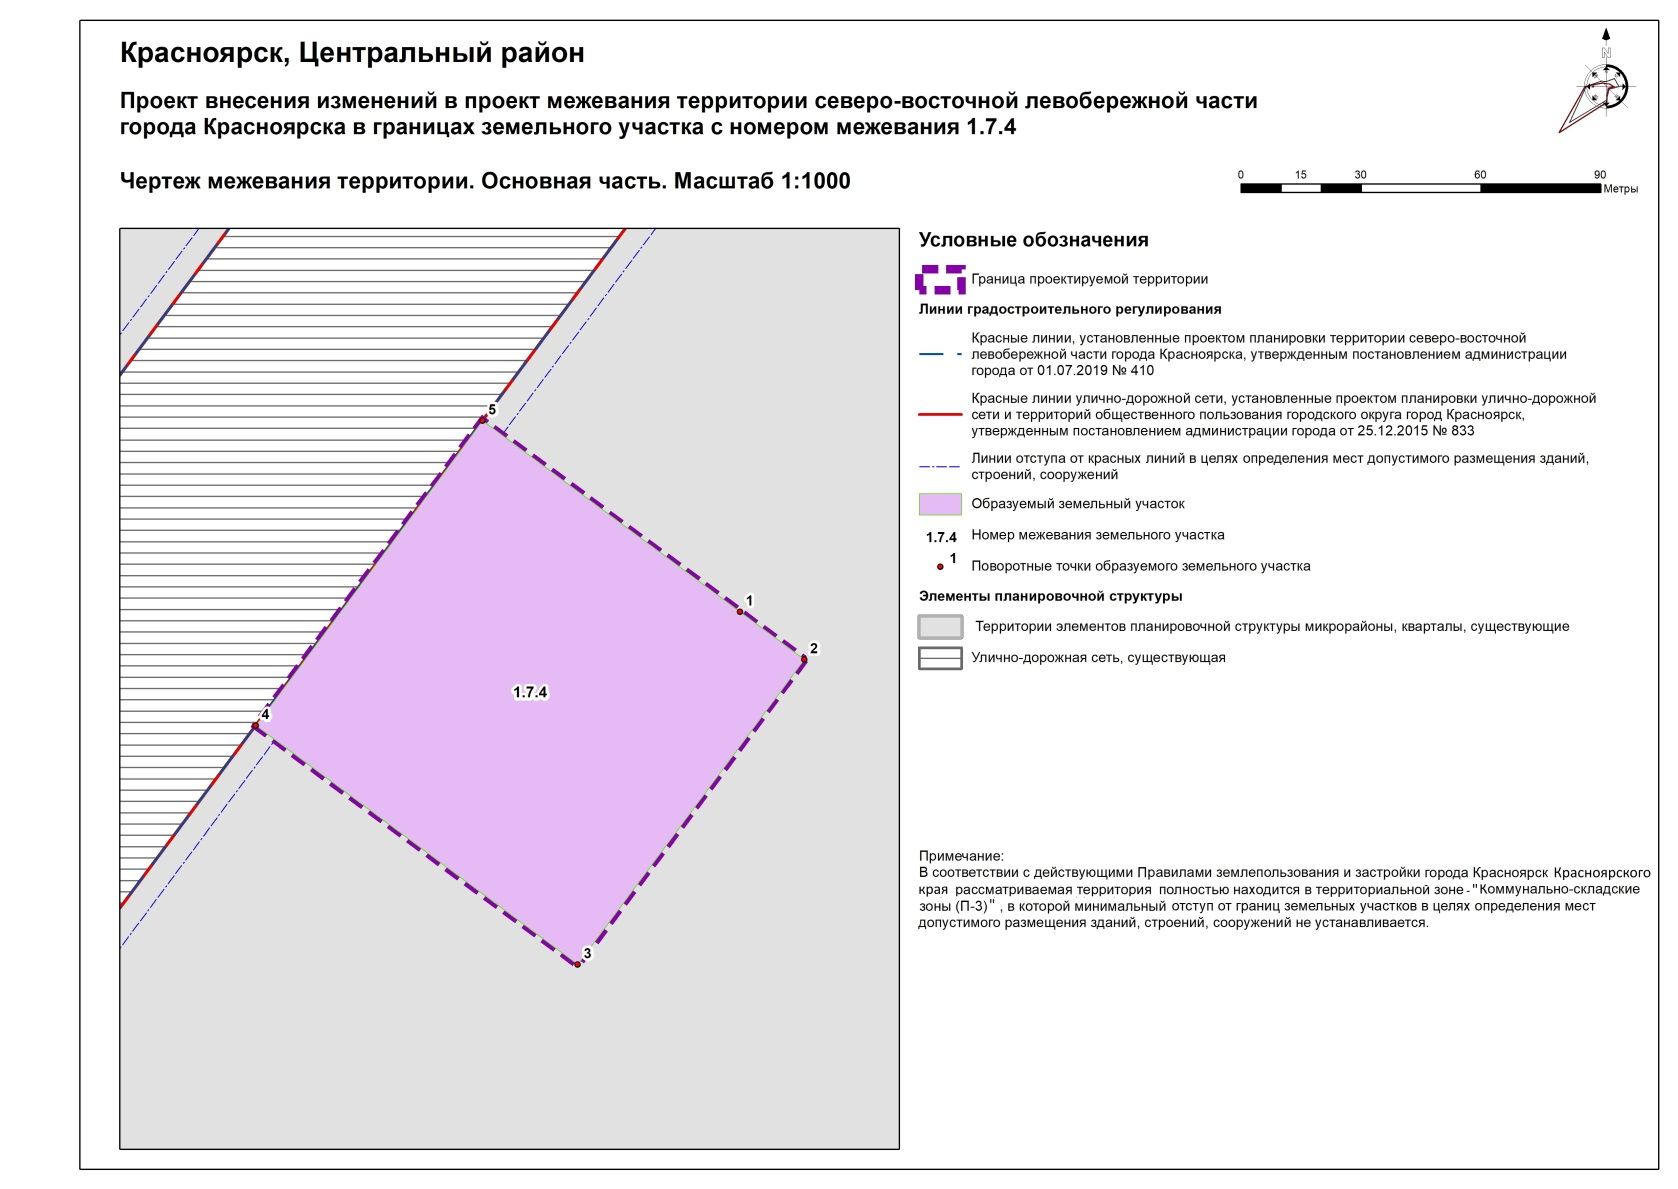 Красноярск, Центральный район
Проект внесения изменений в проект межевания территории северо-восточной левобережной части
города Красноярска в границах земельного участка с номером межевания 1.7.4
Чертеж межевания территории. Основная часть. Масштаб 1:1000
N
0 15 30 60 90
Метры
5
1
2
1.7.4
4
3
Условные обозначения
Граница проектируемой территории
Линии градостроительного регулирования
Красные линии, установленные проектом планировки территории северо-восточной
левобережной части города Красноярска, утвержденным постановлением администрации
города от 01.07.2019 № 410
Красные линии улично-дорожной сети, установленные проектом планировки улично-дорожной
сети и территорий общественного пользования городского округа город Красноярск,
утвержденным постановлением администрации города от 25.12.2015 № 833
Линии отступа от красных линий в целях определения мест допустимого размещения зданий,
строений, сооружений
Образуемый земельный участок
1.7.4 Номер межевания земельного участка
1 Поворотные точки образуемого земельного участка
Элементы планировочной структуры
Территории элементов планировочной структуры микрорайоны, кварталы, существующие
Улично-дорожная сеть, существующая
Примечание:
В соответствии с действующими Правилами землепользования и застройки города Красноярск Красноярского
края рассматриваемая территория полностью находится в территориальной зоне - "Коммунально-складские
зоны (П-3)" , в которой минимальный отступ от границ земельных участков в целях определения мест
допустимого размещения зданий, строений, сооружений не устанавливается.